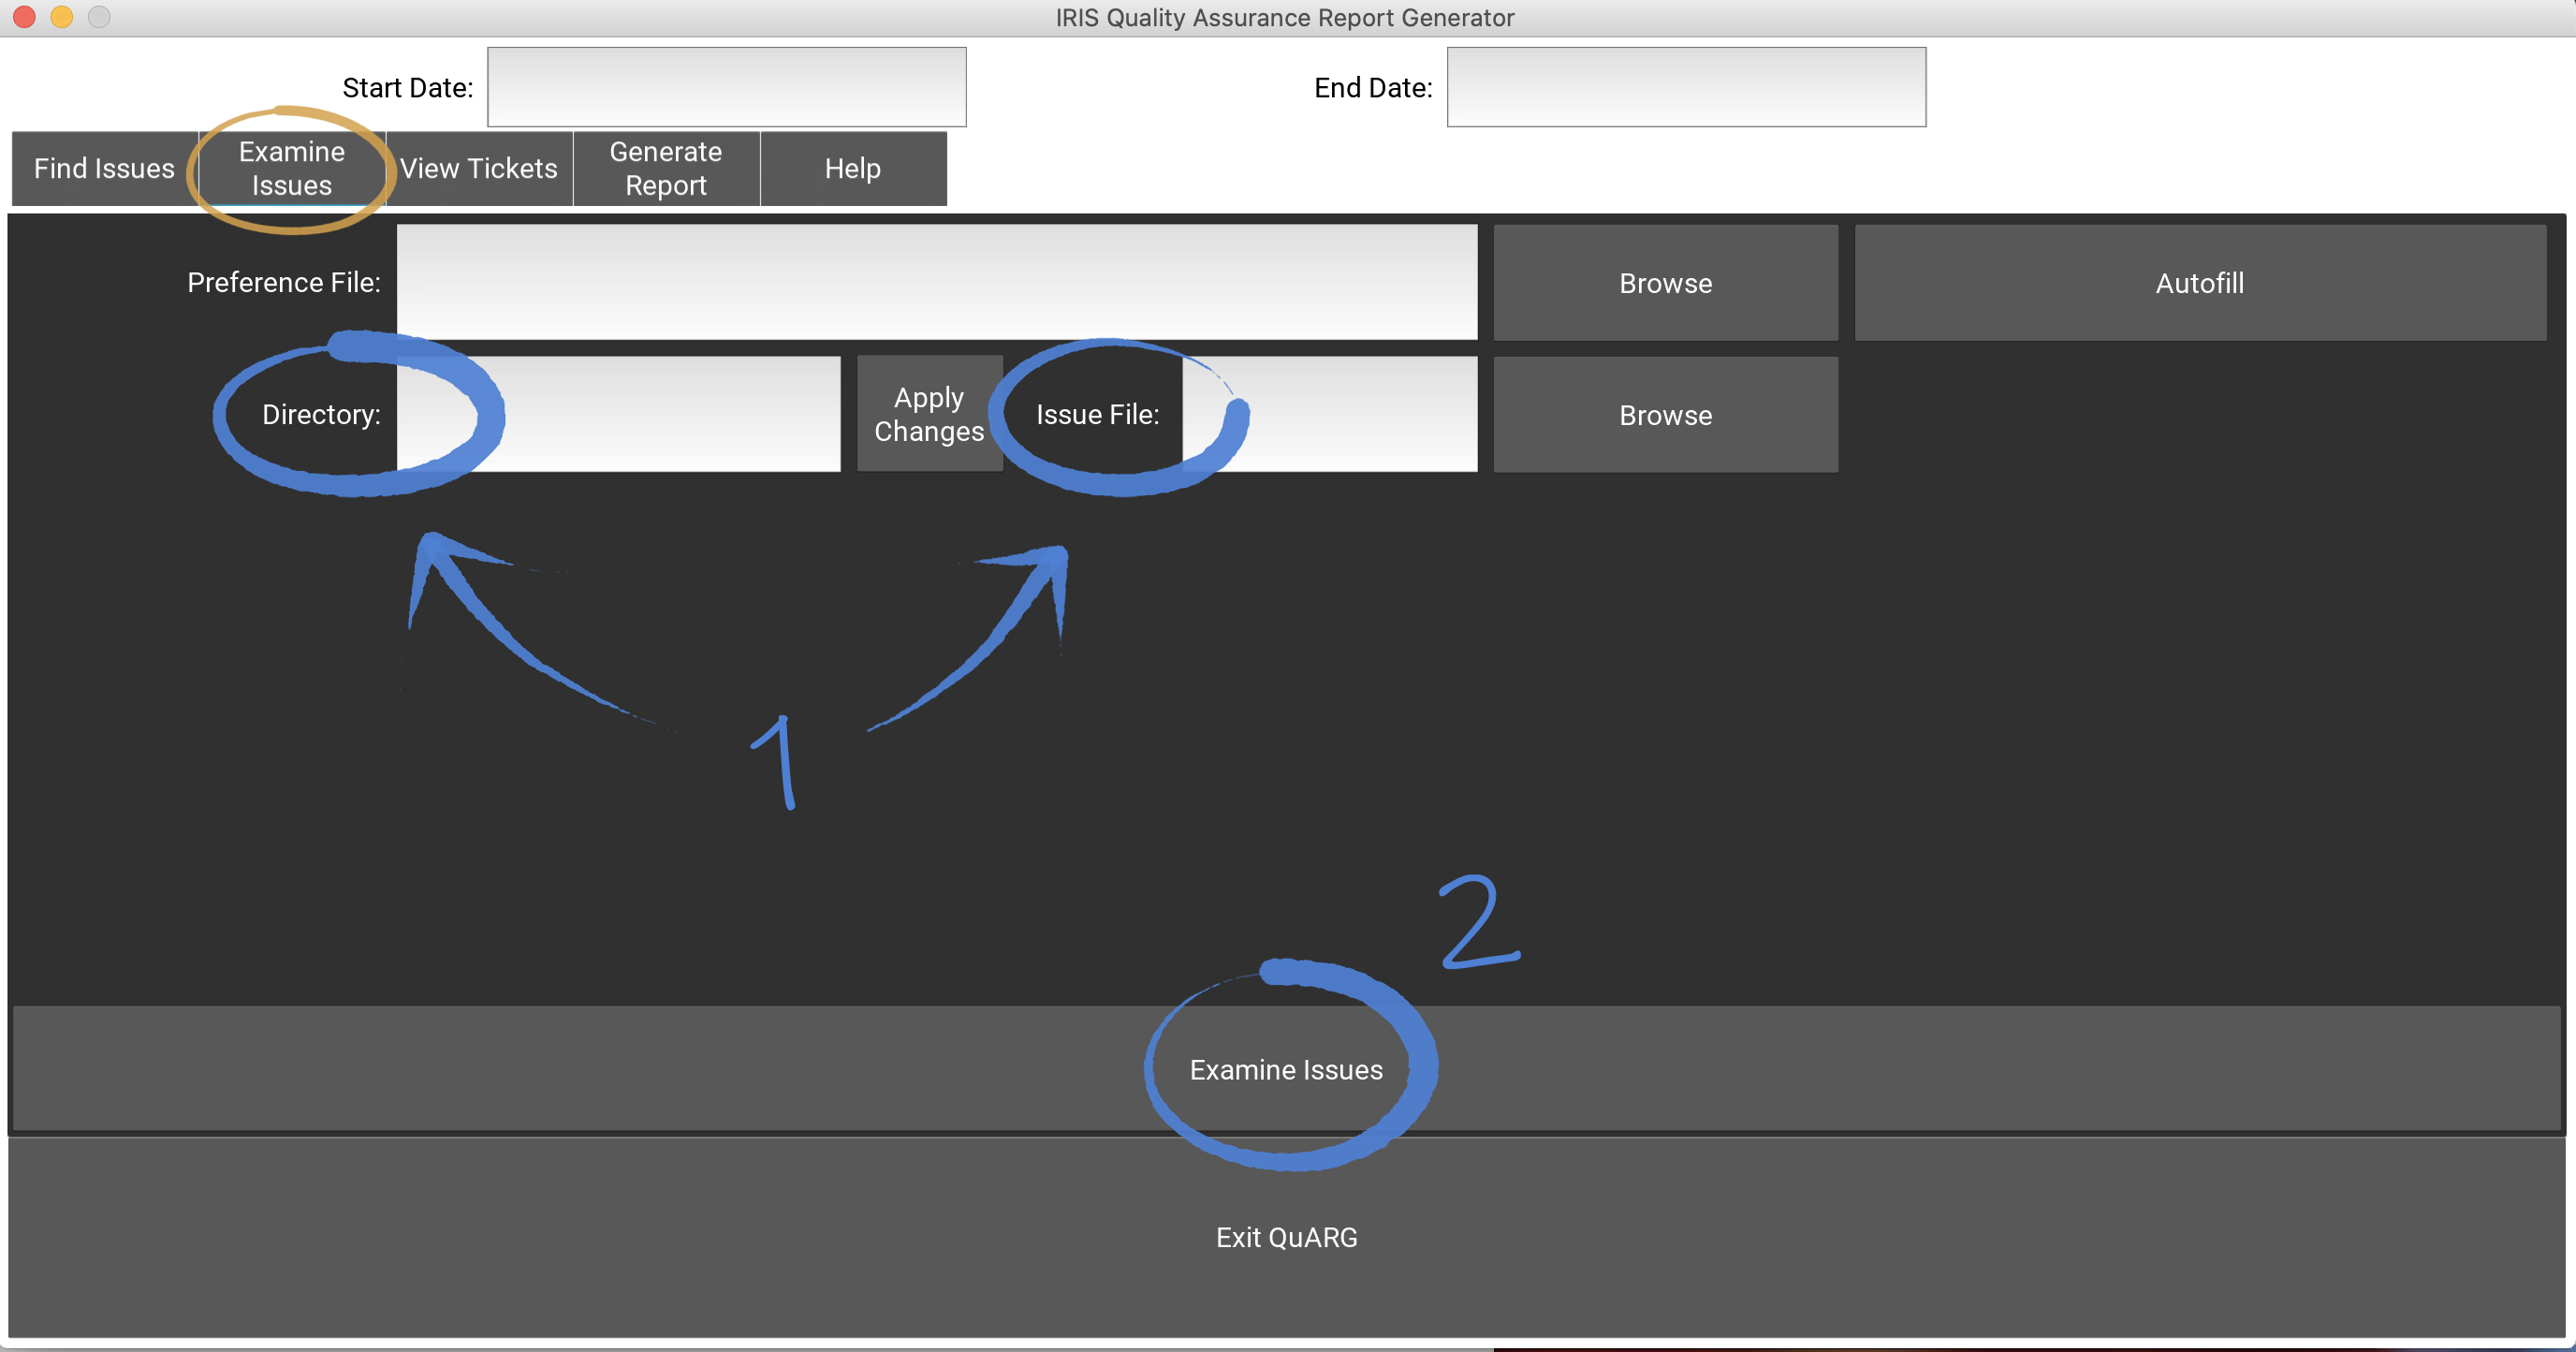 IRIS Quality Assurance Report Generator
Start Date:
End Date:
Find Issues
Examine
Issues
View Tickets
Generate
Report
Help
Preference File:
Browse
Autofill
Directory:
Apply
Changes
Issue File:
Browse
1
2
Examine Issues
Exit QuARG